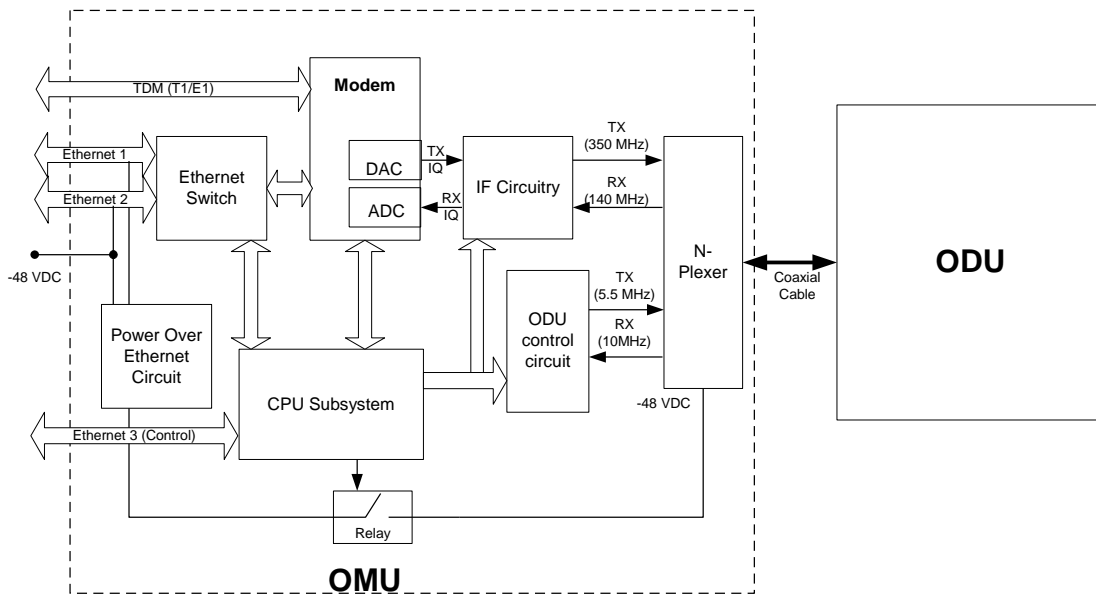 TDM (T1/E1)
Modem
Ethernet 1
Ethernet 2
Ethernet
Switch
DAC
ADC
TX
IQ
RX
IQ
IF Circuitry
TX
(350 MHz)
RX
(140 MHz)
N-
Plexer
ODU
Coaxial
Cable
-48 VDC
Power Over
Ethernet
Circuit
ODU
control
circuit
TX
(5.5 MHz)
RX
(10MHz)
-48 VDC
CPU Subsystem
Ethernet 3 (Control)
Relay
OMU